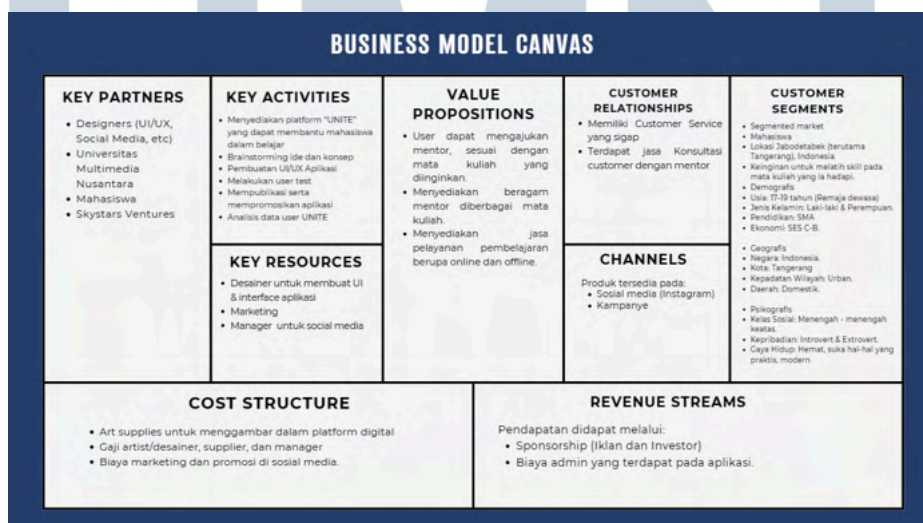 BUSINESS MODEL CANVAS
KEY PARTNERS
• Designers (UI/UX,
Social Media, etc)
• Universitas
Multimedia
Nusantara
• Mahasiswa
• Skystars Ventures
KEY ACTIVITIES
• Menyediakan platform "UNITE"
yang dapat membantu mahasiswa
dalam belajar
• Brainstorming ide dan konsep
• Pembuatan UI/UX Aplikasi
• Melakukan user test
• Mempublikasi serta
mempromosikan aplikasi
• Analisis data user UNITE
KEY RESOURCES
• Desainer untuk membuat UI
& interface aplikasi
• Marketing
• Manager untuk social media
VALUE
PROPOSITIONS
• User dapat mengajukan
mentor, sesuai dengan
mata kuliah yang
diinginkan.
• Menyediakan beragam
mentor diberbagai mata
kuliah.
• Menyediakan jasa
pelayanan pembelajaran
berupa online dan offline.
CUSTOMER
RELATIONSHIPS
• Memiliki Customer Service
yang sigap
• Terdapat jasa Konsultasi
customer dengan mentor
CHANNELS
Produk tersedia pada:
• Sosial media (Instagram)
• Kampanye
CUSTOMER
SEGMENTS
• Segmented market
• Mahasiswa
• Lokasi Jabodetabek (terutama
Tangerang), Indonesia
• Keinginan untuk melatih skill pada
mata kuliah yang ia hadapi.
• Demografis
• Usia: 17-19 tahun (Remaja dewasa)
• Jenis Kelamin: Laki-laki & Perempuan.
• Pendidikan: SMA
• Ekonomi: SES C-B.
• Geografis
• Negara: Indonesia.
• Kota: Tangerang
• Kepadatan Wilayah: Urban.
• Daerah: Domestik.
• Psikografis
• Kelas Sosial: Menengah - menengah
keatas.
• Kepribadian: Introvert & Extrovert.
• Gaya Hidup: Hemat, suka hal-hal yang
praktis, modern.
COST STRUCTURE
• Art supplies untuk menggambar dalam platform digital
• Gaji artist/desainer, supplier, dan manager
• Biaya marketing dan promosi di sosial media.
REVENUE STREAMS
Pendapatan didapat melalui:
• Sponsorship (Iklan dan Investor)
• Biaya admin yang terdapat pada aplikasi.